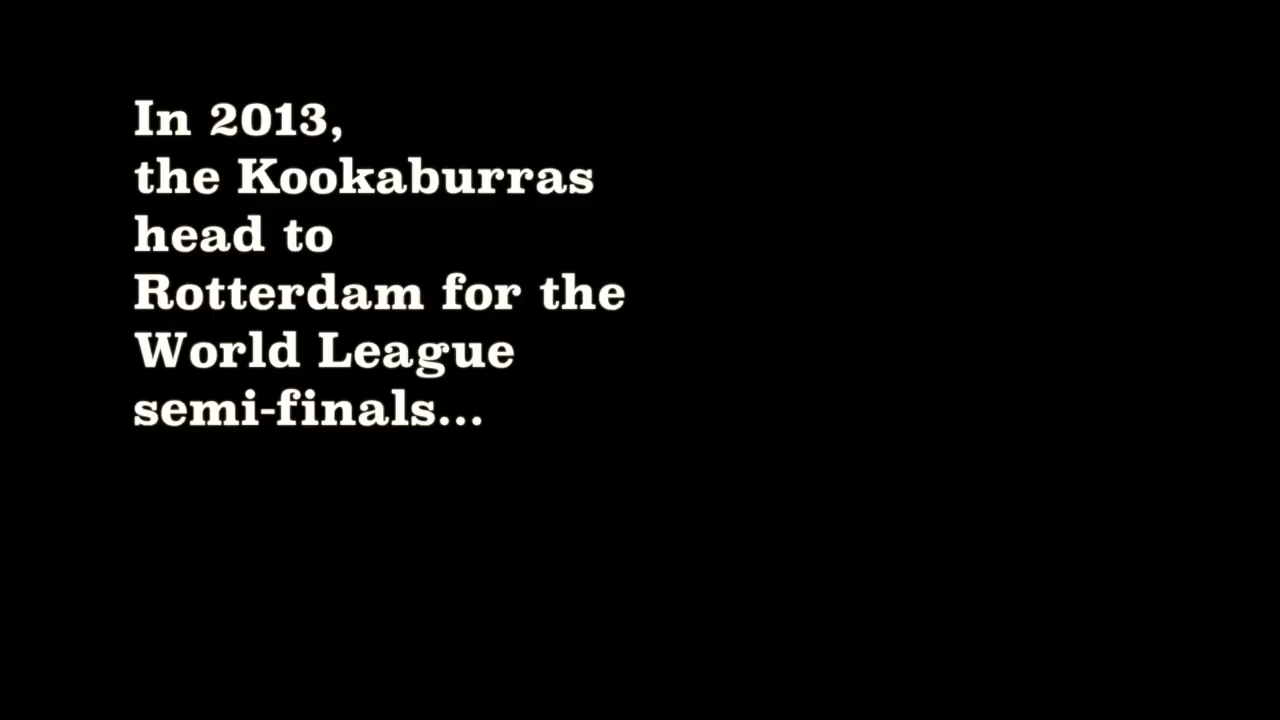 In 2013,
the Kookaburras
head to
Rotterdam for the
World League
semi-finals...